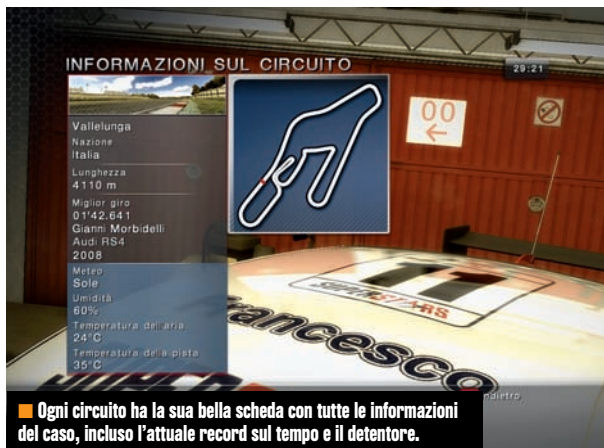 INFORMAZIONI SUL CIRCUITO
29:21
Vallelunga
Nazione
Italia
Lunghezza
4110 m
Miglior giro
01'42.641
Gianni Morbidelli
Audi RS4
2008
Meteo
Sole
Umidità
60%
Temperatura dell'aria
24°C
Temperatura della pista
35°C
00
11
SUPERSTARS
francesco
■ Ogni circuito ha la sua bella scheda con tutte le informazioni
del caso, incluso l'attuale record sul tempo e il detentore.